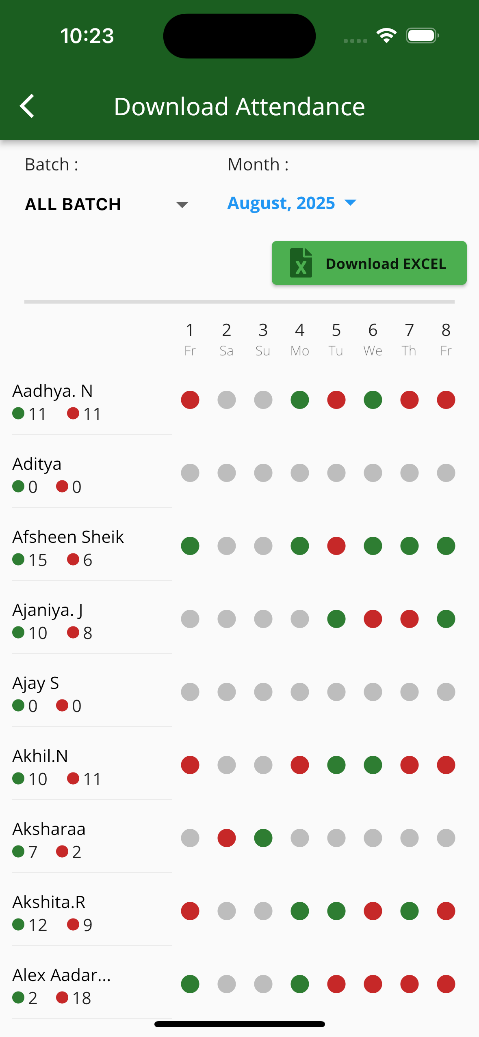 10:23
Download Attendance
Batch :
Month :
ALL BATCH
August, 2025
Download EXCEL
1 2 3 4 5 6 7 8
Fr Sa Su Mo Tu We Th Fr
Aadhya. N
11 11
Aditya
0 0
Afsheen Sheik
15 6
Ajaniya. J
10 8
Ajay S
0 0
Akhil.N
10 11
Aksharaa
7 2
Akshita.R
12 9
Alex Aadar...
2 18